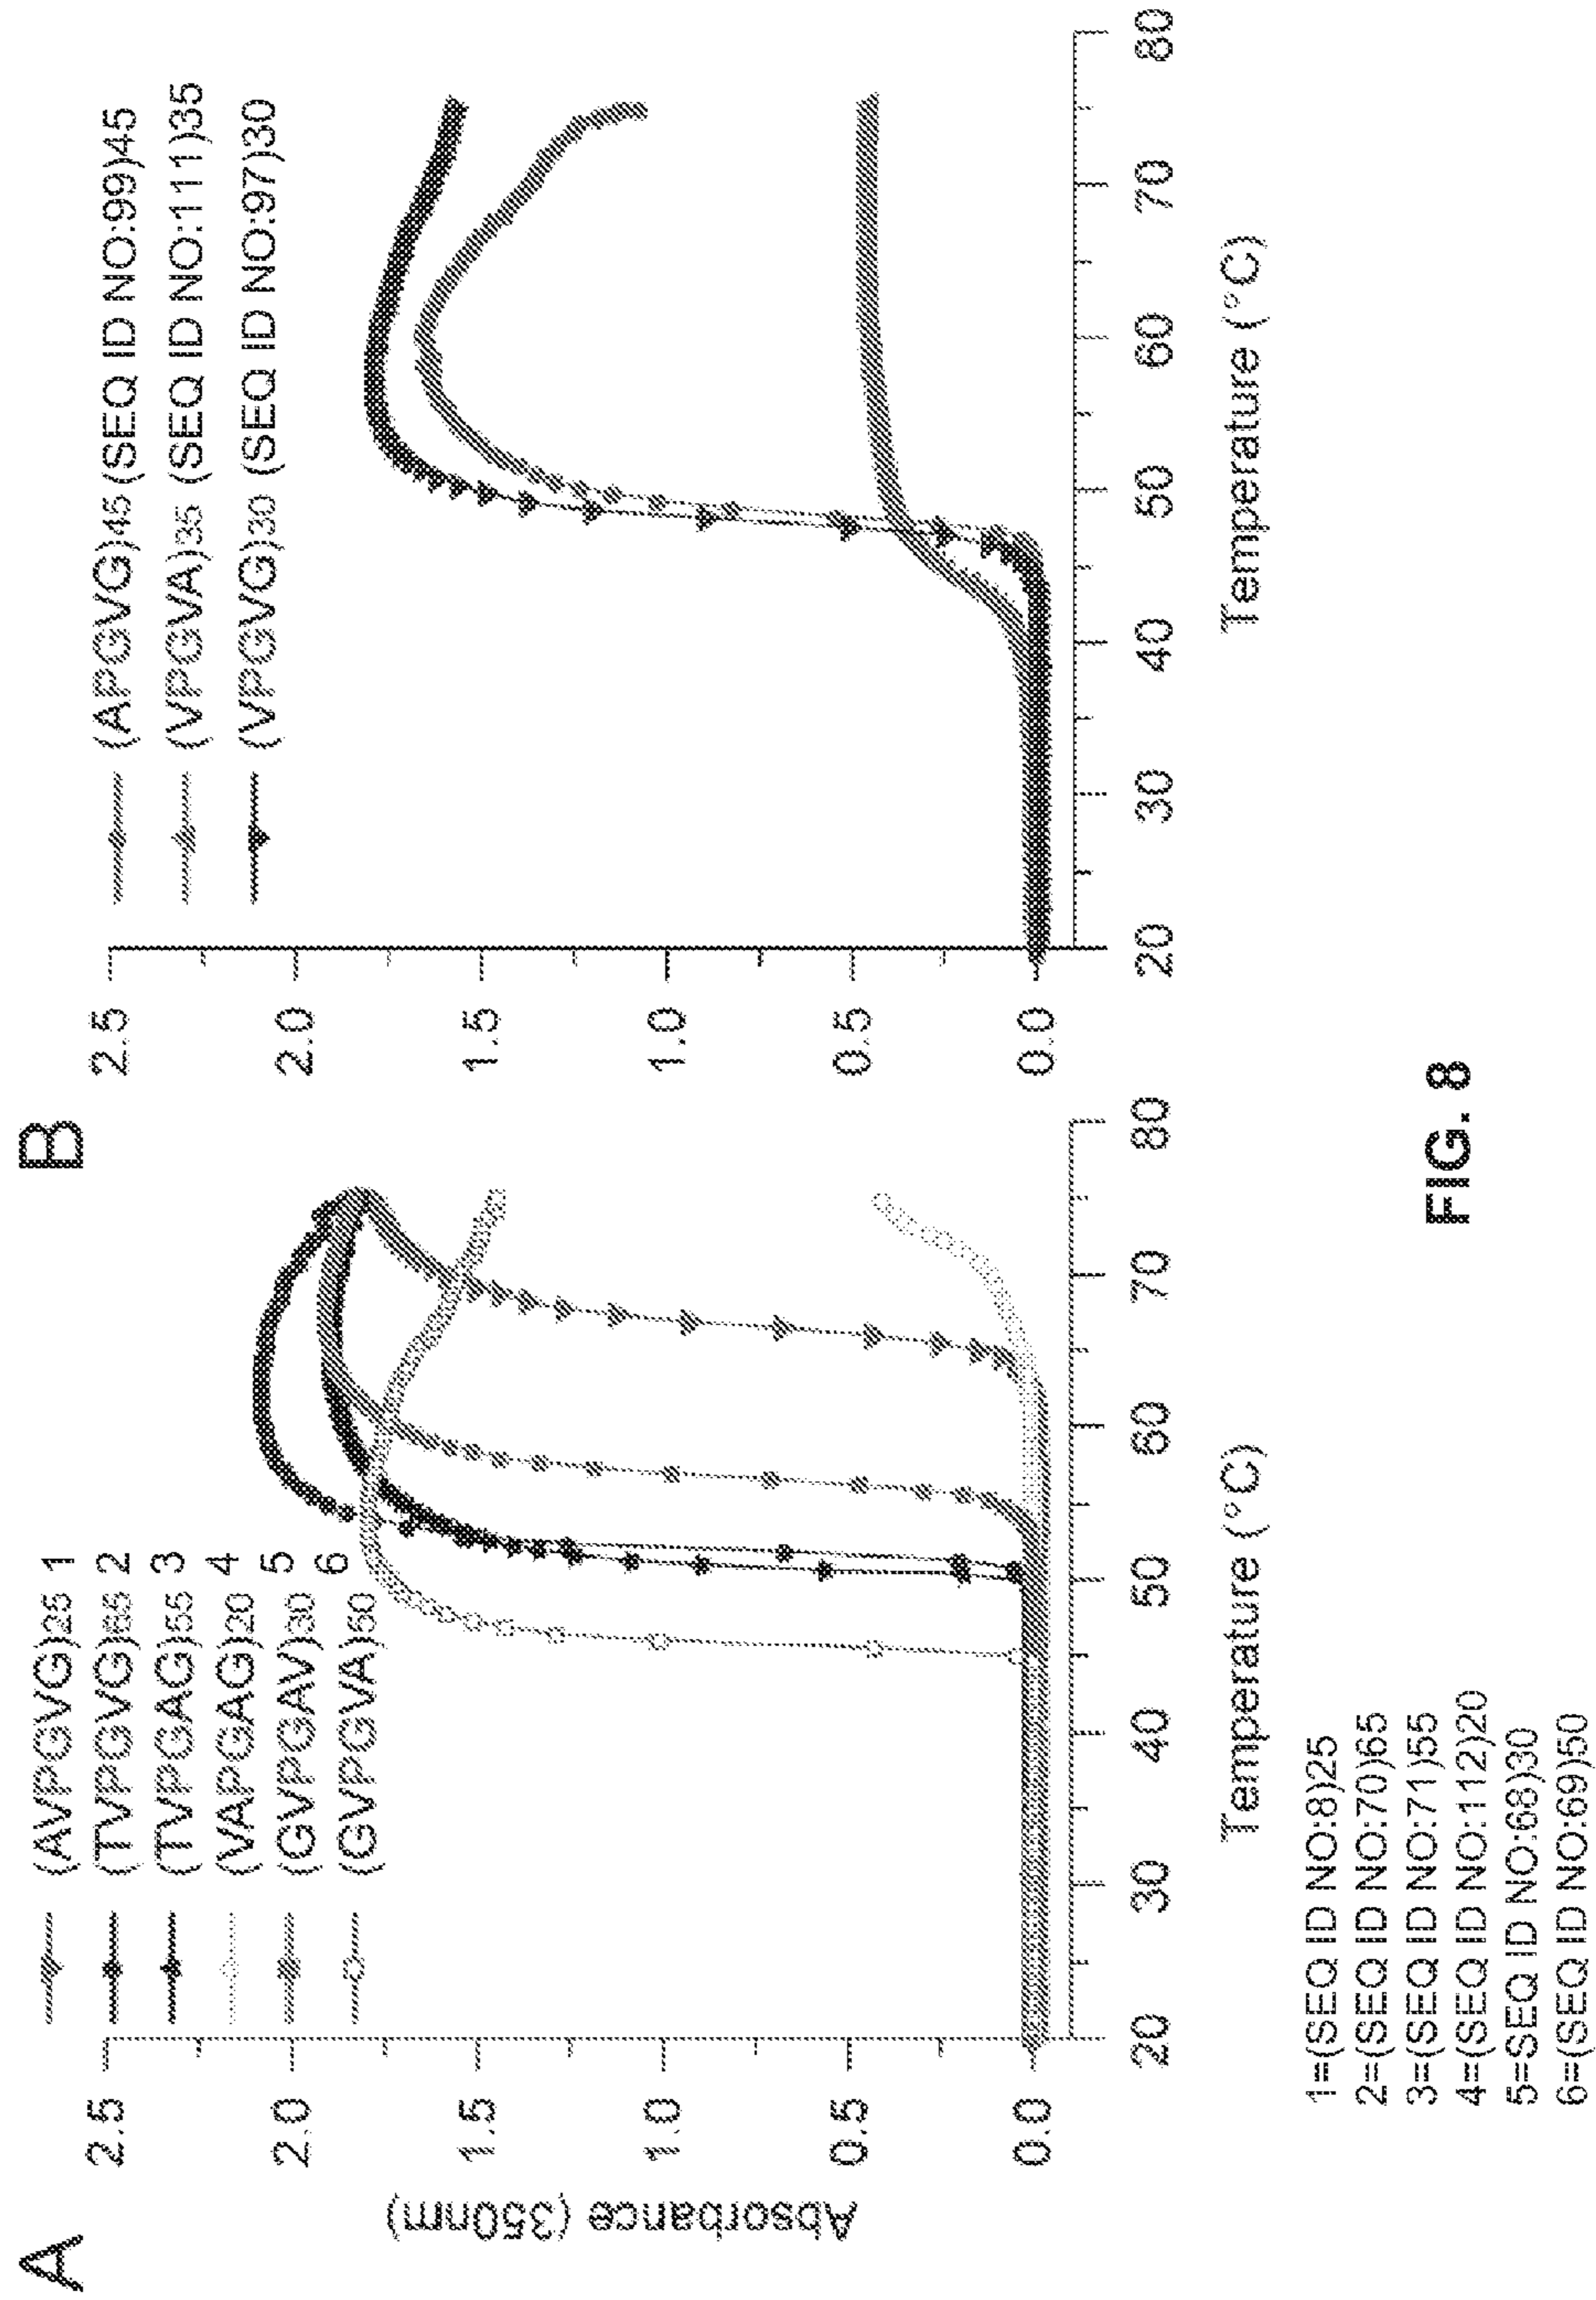 A
Absorbance (350nm)
2.5
2.0
1.5
1.0
0.5
0.0
(AVPGVG)25 1
(TVPGVG)65 2
(TVPGAG)55 3
(VAPGAG)20 4
(GVPGAV)30 5
(GVPGVA)50 6
20 30 40 50 60 70 80
Temperature (°C)
1=(SEQ ID NO:8)25
2=(SEQ ID NO:70)65
3=(SEQ ID NO:71)55
4=(SEQ ID NO:112)20
5=SEQ ID NO:68)30
6=(SEQ ID NO:69)50
B
2.5
2.0
1.5
1.0
0.5
0.0
(APGVG)45 (SEQ ID NO:99)45
(VPGVA)35 (SEQ ID NO:111)35
(VPGVG)30 (SEQ ID NO:97)30
20 30 40 50 60 70 80
Temperature (°C)
FIG. 8